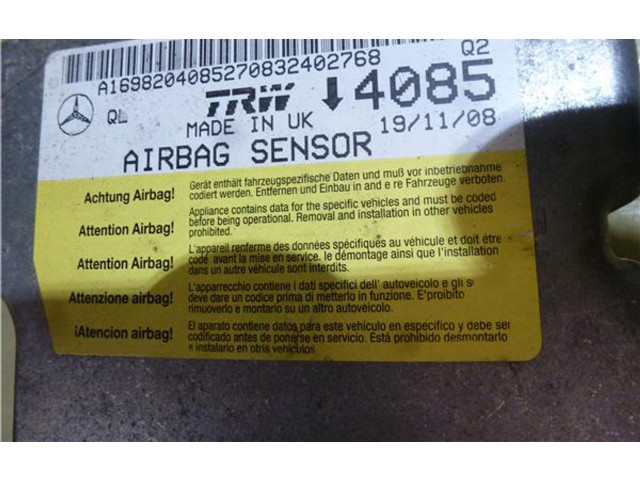 Q2
A1698204085270832402768
QL TRW ↓4085
MADE IN UK 19/11/08
AIRBAG SENSOR
Achtung Airbag!
Gerät enthält fahrzeugspezifische Daten und muß vor inbetriebnahme
codiert werden. Entfernen und Einbau in and e re Fahrzeuge verboten.
Attention Airbag!
Appliance contains data for the specific vehicles and must be coded
before being operational. Removal and installation in other vehicles
prohibited.
Attention Airbag!
L'appareil renferme des données spécifiques au véhicule et doit étre
codé avant la mise en service. le démontage ainsi que l'installation
dans un autre véhicule sont interdits.
Attenzione airbag!
L'apparrecchio contiene i dati specifici dell' autoveicolo e gli si
deve dare un codice prima di metterlo in funzione. E'proibito
rimuoverlo e montario su un altro autoveicolo.
¡Atencion airbag!
El aparato contiene datos para este vehiculo en especifico y debe ser
codificado antes de ponerse en servicio. Está prohibido desmontarlo
e instalarlo en otris vehiculos